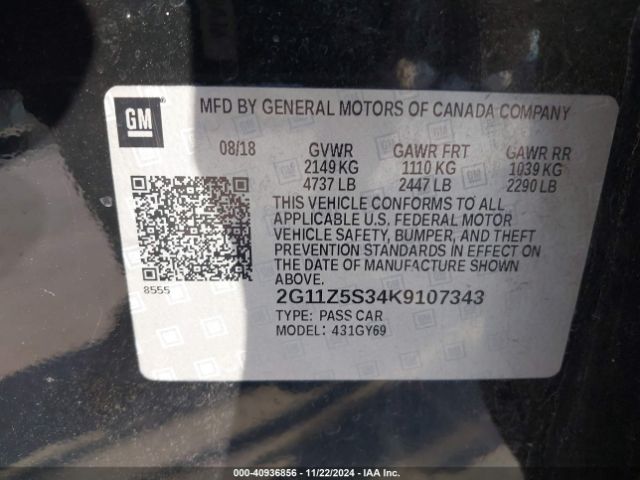 GM
MFD BY GENERAL MOTORS OF CANADA COMPANY
08/18 GVWR GAWR FRT GAWR RR
2149 KG 1110 KG 1039 KG
4737 LB 2447 LB 2290 LB
THIS VEHICLE CONFORMS TO ALL
APPLICABLE U.S. FEDERAL MOTOR
VEHICLE SAFETY, BUMPER, AND THEFT
PREVENTION STANDARDS IN EFFECT ON
THE DATE OF MANUFACTURE SHOWN
ABOVE.
8555
2G11Z5S34K9107343
TYPE: PASS CAR
MODEL: 431GY69
000-40936856 - 11/22/2024 - IAA Inc.